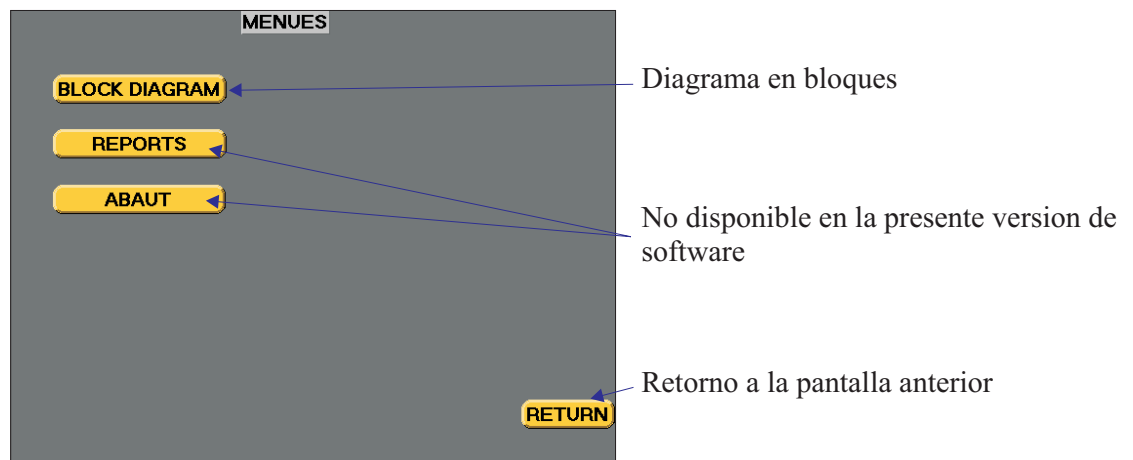 MENUES
BLOCK DIAGRAM
Diagrama en bloques
REPORTS
ABAUT
No disponible en la presente version de
software
Retorno a la pantalla anterior
RETURN